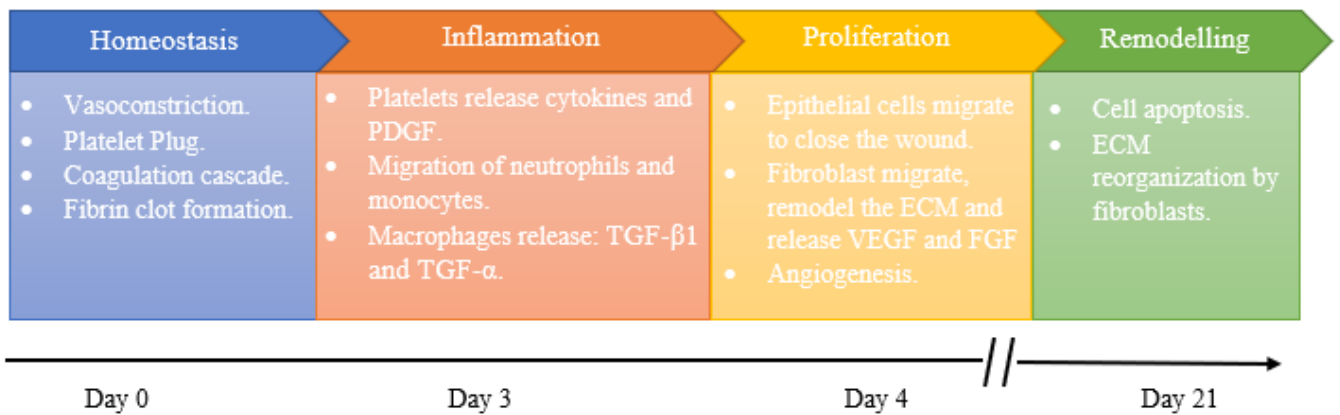 Homeostasis
• Vasoconstriction.
• Platelet Plug.
• Coagulation cascade.
• Fibrin clot formation.
Inflammation
• Platelets release cytokines and
PDGF.
• Migration of neutrophils and
monocytes.
• Macrophages release: TGF-β1
and TGF-α.
Proliferation
• Epithelial cells migrate
to close the wound.
• Fibroblast migrate,
remodel the ECM and
release VEGF and FGF
• Angiogenesis.
Remodelling
• Cell apoptosis.
• ECM
reorganization by
fibroblasts.
Day 0
Day 3
Day 4
Day 21